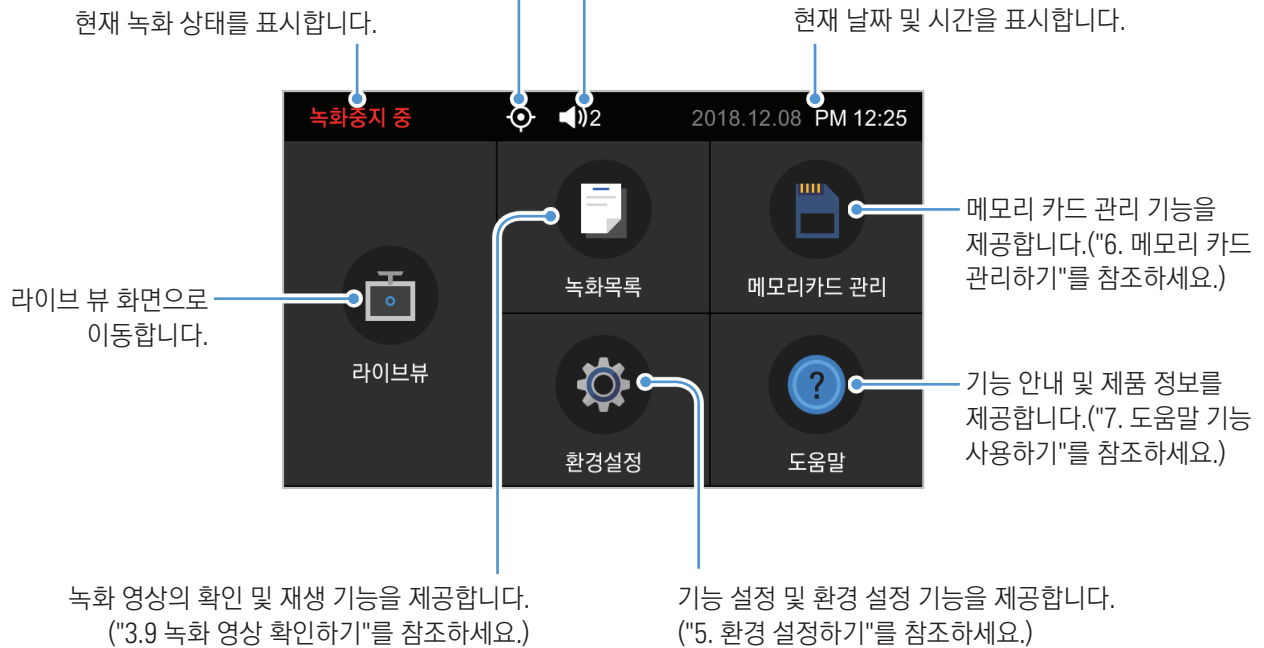 현재 녹화 상태를 표시합니다.
현재 날짜 및 시간을 표시합니다.
녹화중지 중
2
2018.12.08 PM 12:25
라이브 뷰 화면으로
이동합니다.
라이브뷰
녹화목록
메모리카드 관리
메모리 카드 관리 기능을
제공합니다.("6. 메모리 카드
관리하기"를 참조하세요.)
환경설정
?
도움말
기능 안내 및 제품 정보를
제공합니다.("7. 도움말 기능
사용하기"를 참조하세요.)
녹화 영상의 확인 및 재생 기능을 제공합니다.
("3.9 녹화 영상 확인하기"를 참조하세요.)
기능 설정 및 환경 설정 기능을 제공합니다.
("5. 환경 설정하기"를 참조하세요.)